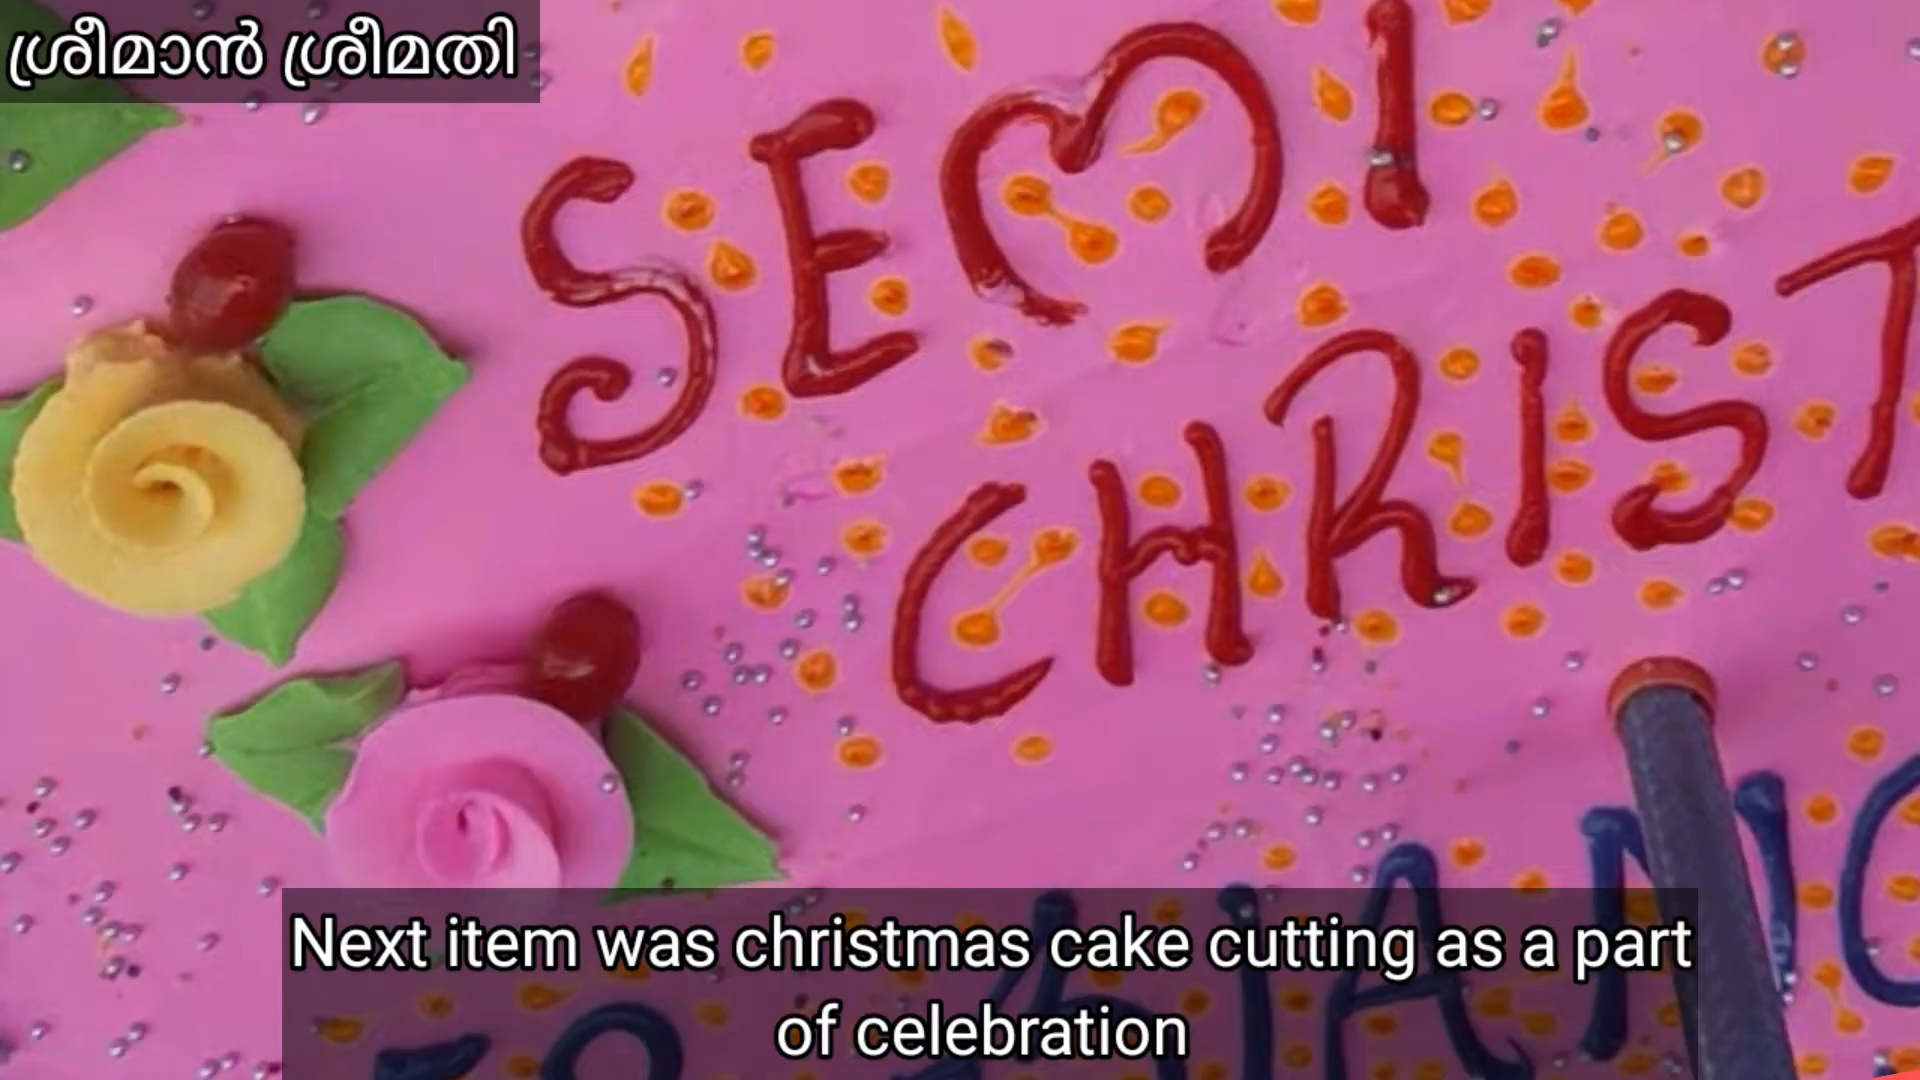 ശ്രീമാൻ ശ്രീമതി
SEMI
CHRIST
Next item was christmas cake cutting as a part
of celebration